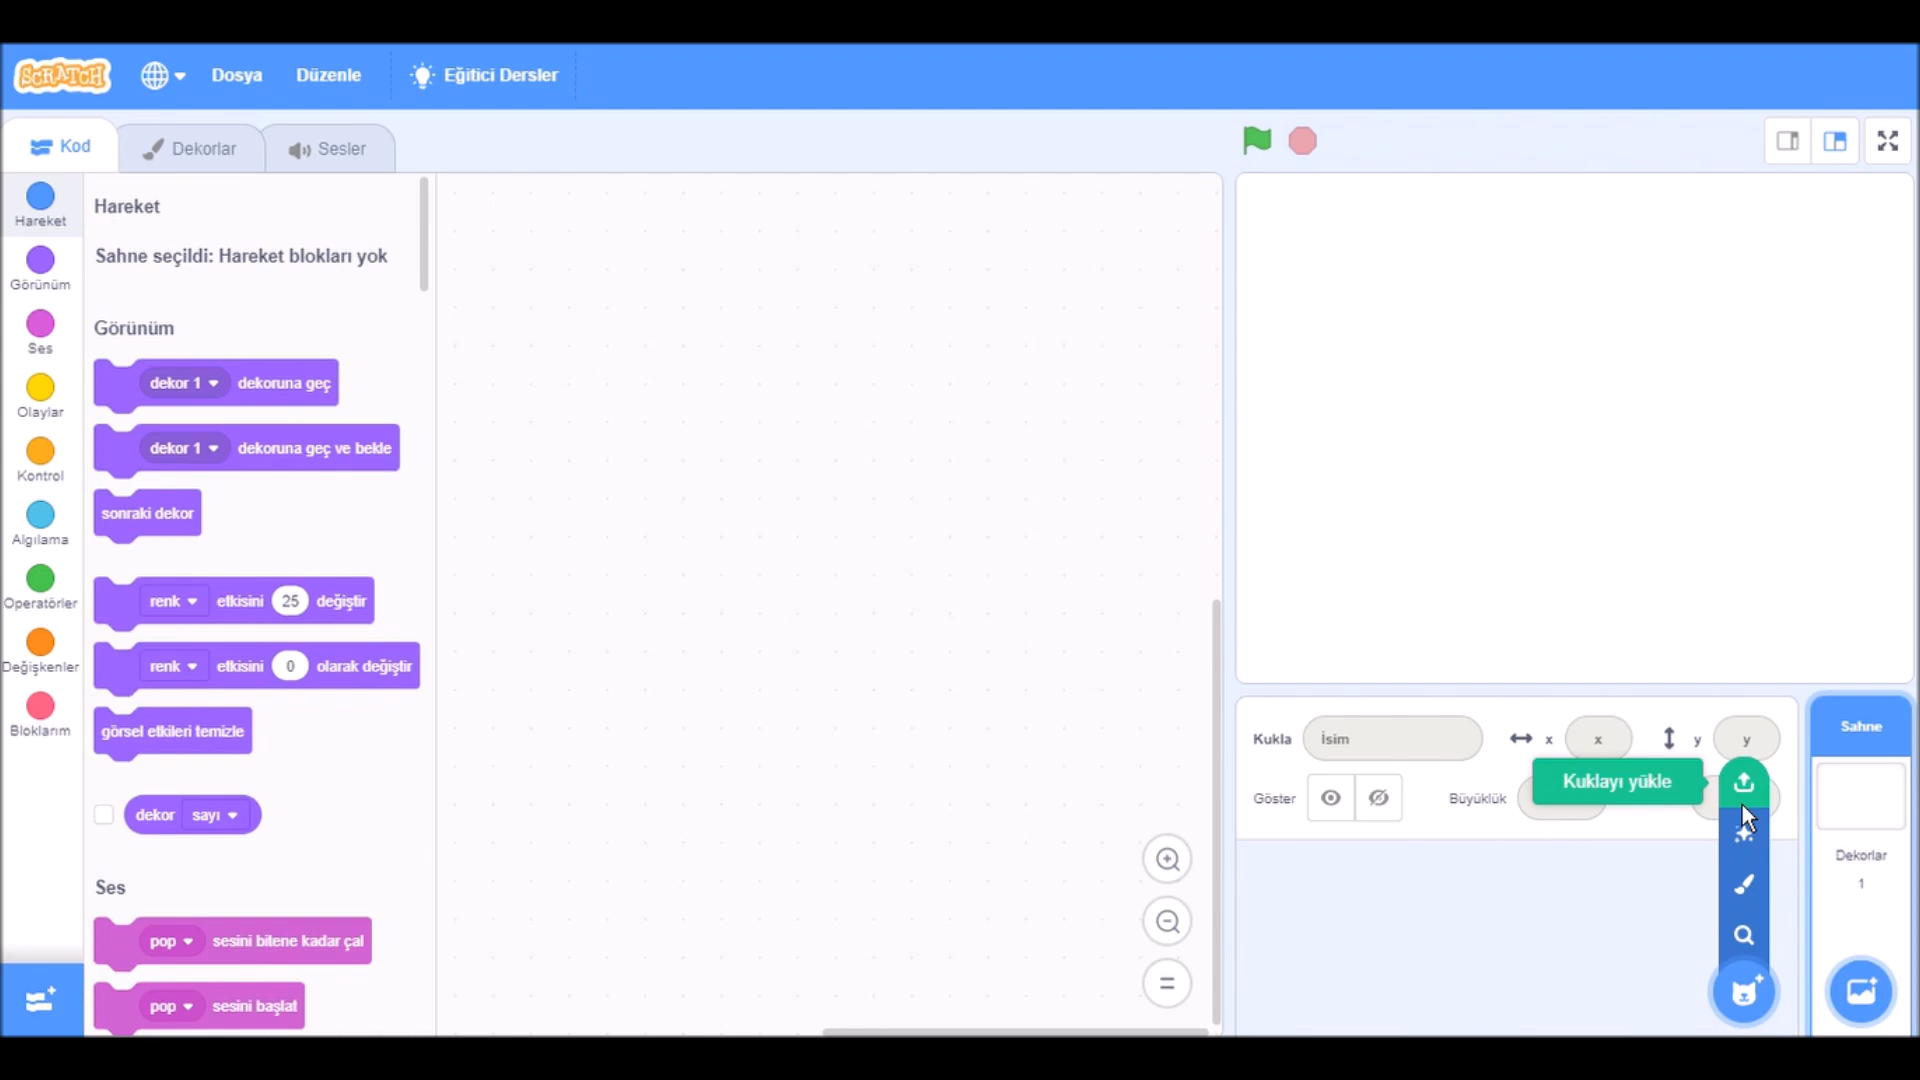 SCRATCH
Dosya
Düzenle
Eğitici Dersler
Kod
Dekorlar
Sesler
Hareket
Görünüm
Ses
Olaylar
Kontrol
Algılama
Operatörler
Değişkenler
Bloklarım
Hareket
Sahne seçildi: Hareket blokları yok
Görünüm
dekor 1 dekoruna geç
dekor 1 dekoruna geç ve bekle
sonraki dekor
renk etkisini 25 değiştir
renk etkisini 0 olarak değiştir
görsel etkileri temizle
dekor sayı
Ses
pop sesini bitene kadar çal
pop sesini başlat
Kukla İsim x x y y
Göster Büyüklük
Kuklayı yükle
Sahne
Dekorlar
1